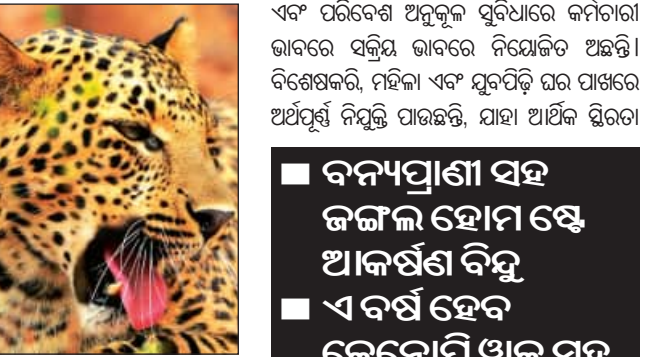 ଏବଂ ପରିବେଶ ଅନୁକୂଳ ସୁବିଧାରେ କର୍ମଚାରୀ
ଭାବରେ ସକ୍ରିୟ ଭାବରେ ନିୟୋଜିତ ଅଛନ୍ତି।
ବିଶେଷକରି, ମହିଳା ଏବଂ ଯୁବପିଢ଼ି ଘର ପାଖରେ
ଅର୍ଥପୂର୍ଣ୍ଣ ନିଯୁକ୍ତି ପାଉଛନ୍ତି, ଯାହା ଆର୍ଥିକ ସ୍ଥିରତା
■ ବନ୍ୟପ୍ରାଣୀ ସହ
ଜଙ୍ଗଲ ହୋମ ଷ୍ଟେ
ଆକର୍ଷଣ ବିନ୍ଦୁ
■ ଏ ବର୍ଷ ହେବ
କେନୋପି ୱାକ ସହ